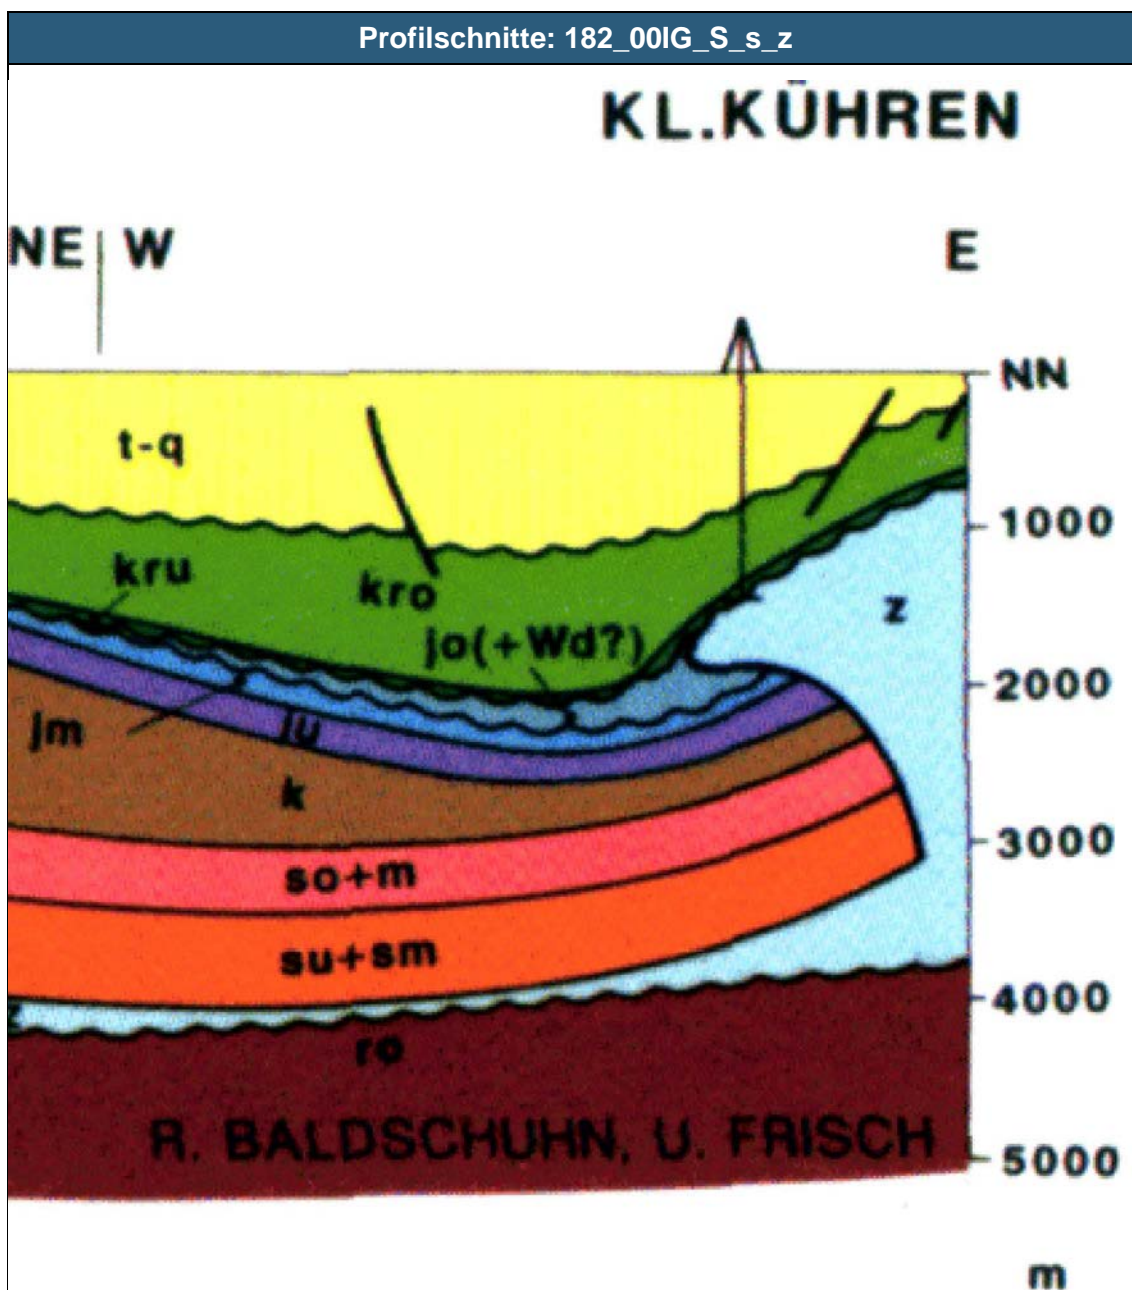 Profilschnitte: 182_00IG_S_s_z
KL.KÜHREN
NE W E
NN
t-q
1000
kru
kro
z
jo(+Wd?)
2000
jm
ju
k
3000
so+m
su+sm
4000
z
ro
R. BALDSCHUHN, U. FRISCH
5000
m